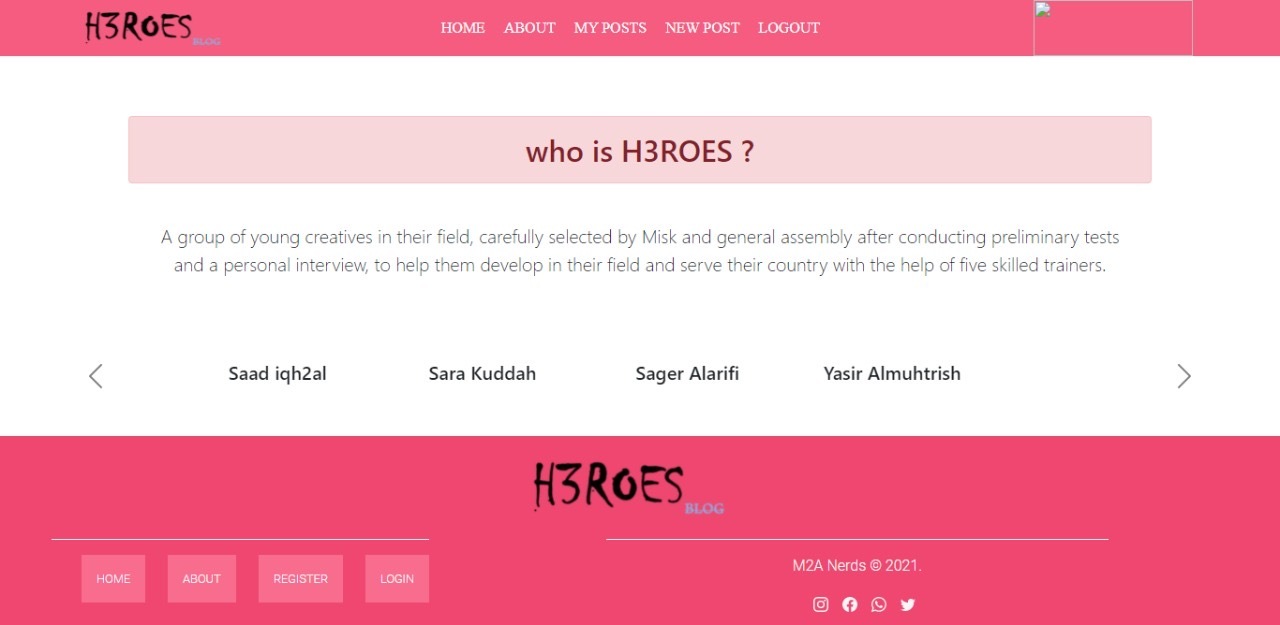 H3ROES BLOG
HOME ABOUT MY POSTS NEW POST LOGOUT
who is H3ROES ?
A group of young creatives in their field, carefully selected by Misk and general assembly after conducting preliminary tests
and a personal interview, to help them develop in their field and serve their country with the help of five skilled trainers.
Saad iqh2al Sara Kuddah Sager Alarifi Yasir Almuhtrish
H3ROES BLOG
HOME ABOUT REGISTER LOGIN
M2A Nerds © 2021.